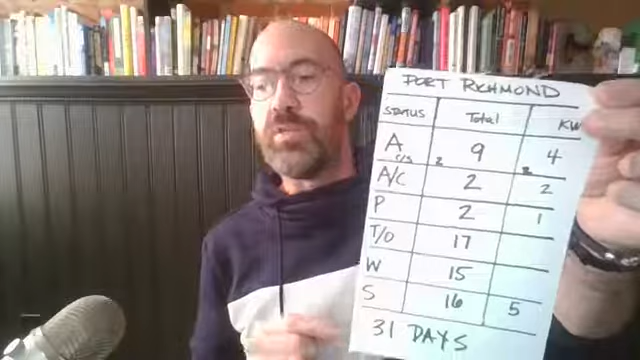 PORT RICHMOND
STATUS Total KW
A c/s 2 9 2 4
A/C 2 2
P 2 1
T/O 17
W 15
S 16 5
31 DAYS